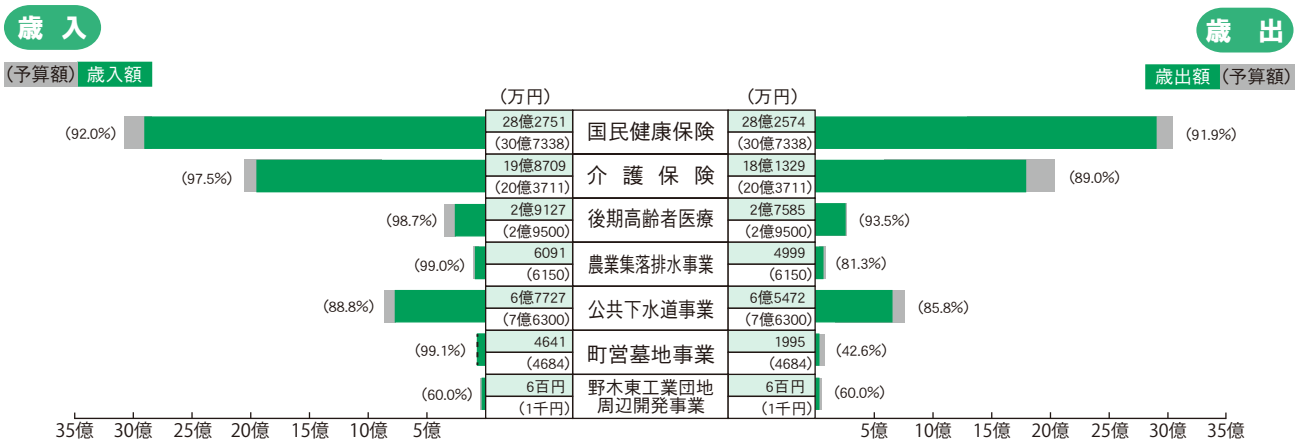 歳入
歳出
(予算額) 歳入額
歳出額 (予算額)
(万円) (万円)
(92.0%) 28億2751 国民健康保険 28億2574 (91.9%)
(30億7338) (30億7338)
(97.5%) 19億8709 介護保険 18億1329 (89.0%)
(20億3711) (20億3711)
(98.7%) 2億9127 後期高齢者医療 2億7585 (93.5%)
(2億9500) (2億9500)
(99.0%) 6091 農業集落排水事業 4999 (81.3%)
(6150) (6150)
(88.8%) 6億7727 公共下水道事業 6億5472 (85.8%)
(7億6300) (7億6300)
(99.1%) 4641 町営墓地事業 1995 (42.6%)
(4684) (4684)
(60.0%) 6百円 野木東工業団地 6百円 (60.0%)
(1千円) 周辺開発事業 (1千円)
35億 30億 25億 20億 15億 10億 5億 5億 10億 15億 20億 25億 30億 35億